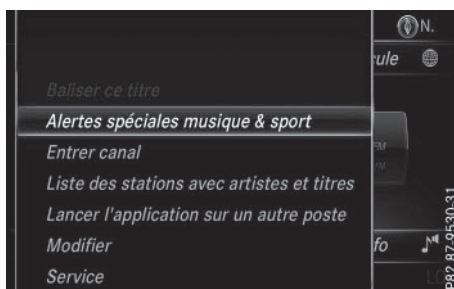 N.
ule
Baliser ce titre
Alertes spéciales musique & sport
Entrer canal
FM
Liste des stations avec artistes et titres
Lancer l'application sur un autre poste
Modifier
fo
Service
P82.87-9530-31